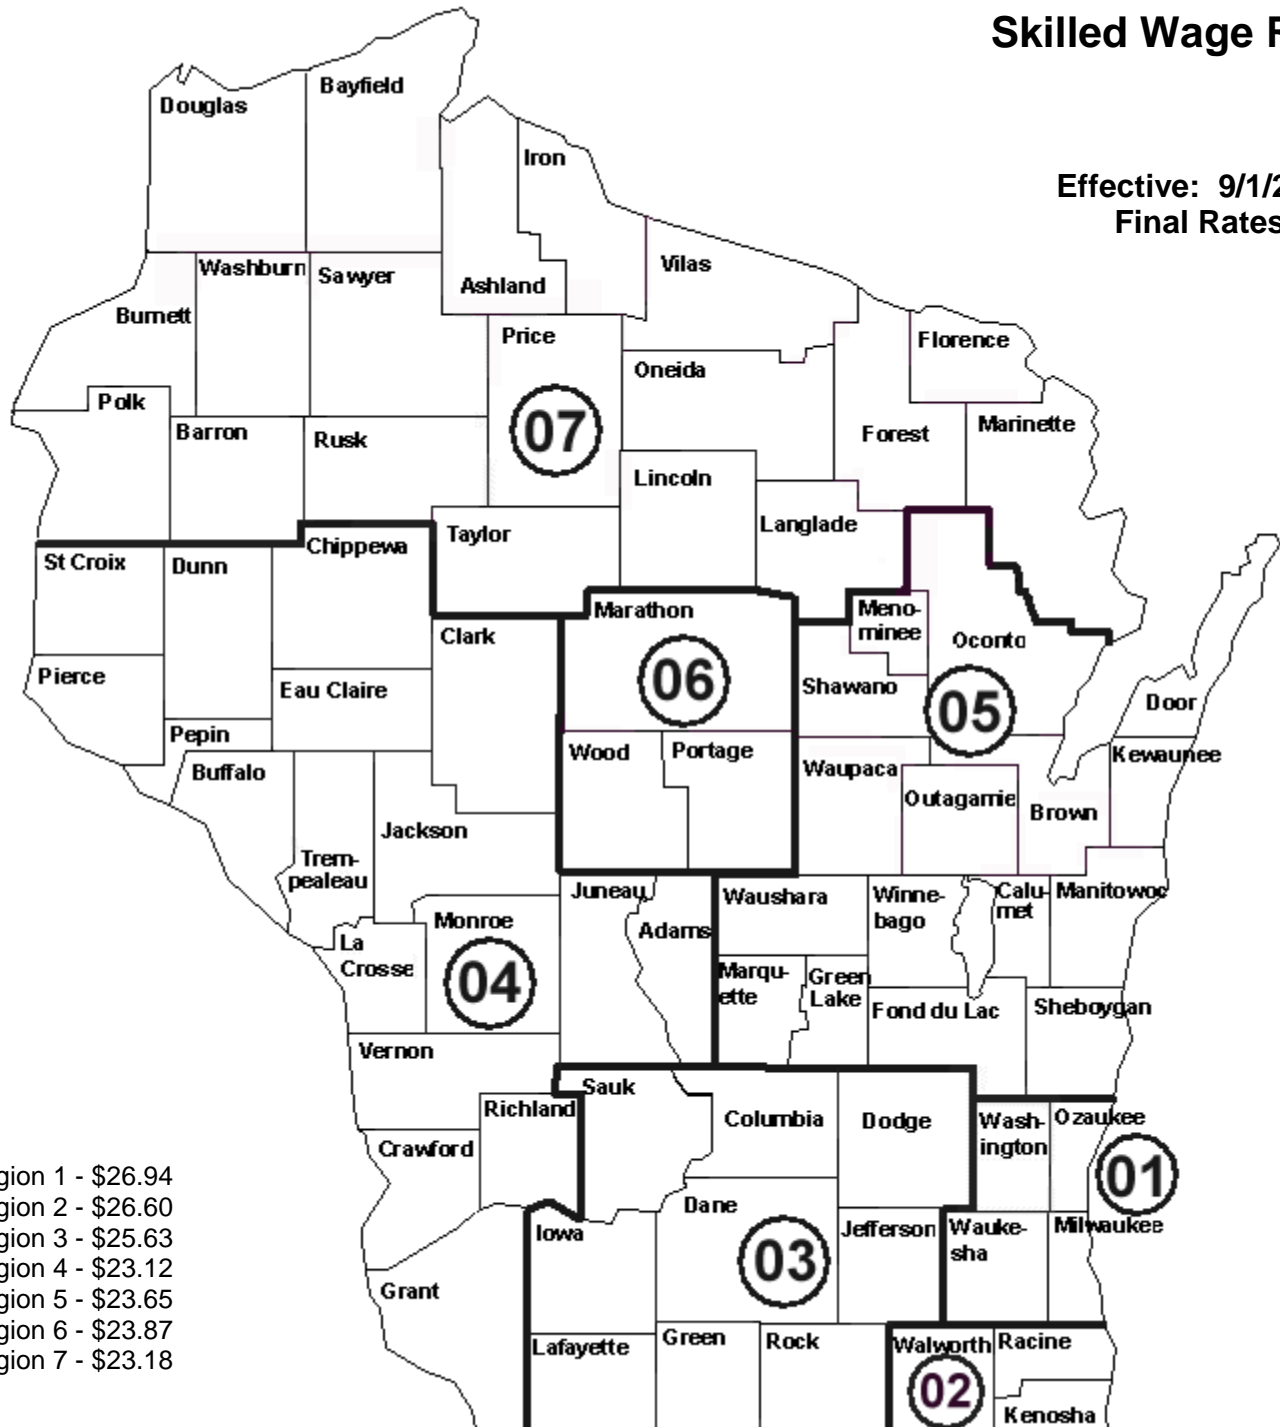 Skilled Wage R
Effective: 9/1/2
Final Rates
Douglas
Bayfield
Iron
Vilas
Ashland
Washburn
Sawyer
Burnett
Price
Florence
Oneida
Polk
Barron
Rusk
07
Forest
Marinette
Lincoln
Langlade
Taylor
Chippewa
St Croix
Dunn
Marathon
Meno-
minee
Clark
Oconto
06
Pierce
Eau Claire
Shawano
05
Door
Pepin
Buffalo
Wood
Portage
Waupaca
Kewaunee
Outagamie
Brown
Jackson
Trem-
pealeau
Juneau
Adams
Waushara
Winne-
bago
Calu-
met
Manitowoc
Monroe
La
Crosse
04
Marqu-
ette
Green
Lake
Fond du Lac
Sheboygan
Vernon
Sauk
Richland
Columbia
Dodge
Wash-
ington
Ozaukee
Crawford
01
Dane
Iowa
Jefferson
Wauke-
sha
Milwaukee
03
Grant
Lafayette
Green
Rock
Walworth
Racine
02
Kenosha
gion 1 - $26.94
gion 2 - $26.60
gion 3 - $25.63
gion 4 - $23.12
gion 5 - $23.65
gion 6 - $23.87
gion 7 - $23.18